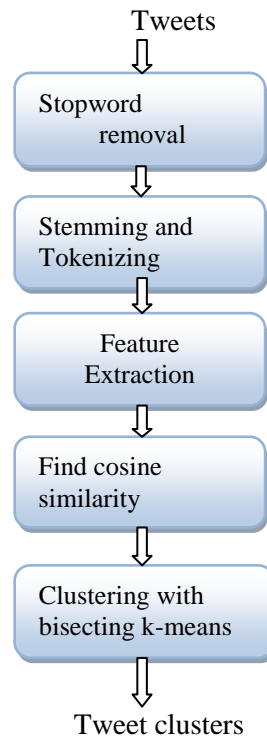 Tweets
Stopword
removal
Stemming and
Tokenizing
Feature
Extraction
Find cosine
similarity
Clustering with
bisecting k-means
Tweet clusters